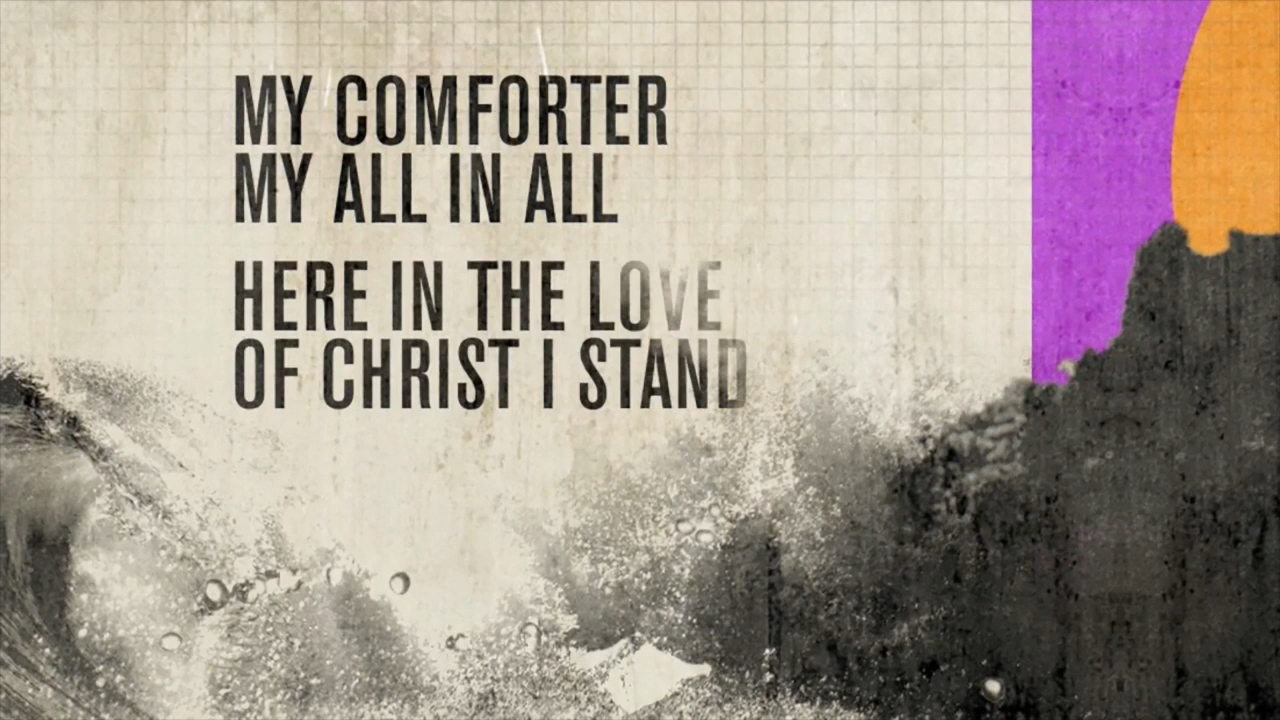 MY COMFORTER
MY ALL IN ALL
HERE IN THE LOVE
OF CHRIST I STAND